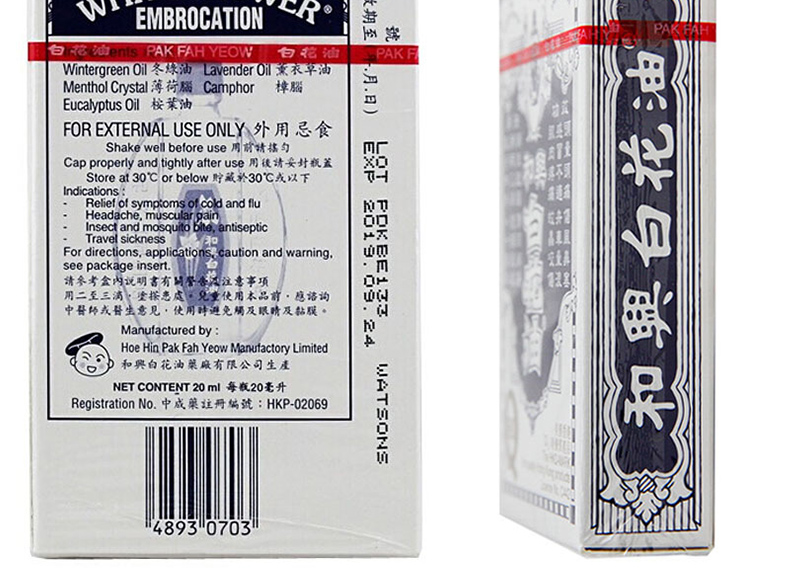 EMBROCATION
白花油 PAK FAH YEOW 白花油 PAK F
Wintergreen Oil 冬綠油 Lavender Oil 薰衣草油
Menthol Crystal 薄荷腦 Camphor 樟腦
Eucalyptus Oil 桉葉油
FOR EXTERNAL USE ONLY 外用忌食
Shake well before use 用前請搖勻
Cap properly and tightly after use 用後請妥封瓶蓋
Store at 30℃ or below 貯藏於30℃或以下
Indications :
- Relief of symptoms of cold and flu
- Headache, muscular pain
- Insect and mosquito bite, antiseptic
- Travel sickness
For directions, applications, caution and warning,
see package insert.
請參考盒內說明書有關警告及注意事項
用二至三滴，塗搽患處。兒童使用本品前，應諮詢
中醫師或醫生意見，使用時避免觸及眼睛及黏膜。
Manufactured by :
Hoe Hin Pak Fah Yeow Manufactory Limited
和興白花油藥廠有限公司生產
NET CONTENT 20 ml 每瓶20毫升
Registration No. 中成藥註冊編號：HKP-02069
4893 0703
LOT PDKBE133 WATSONS
EXP 2019.09.24
PAK FAH
和興白花油